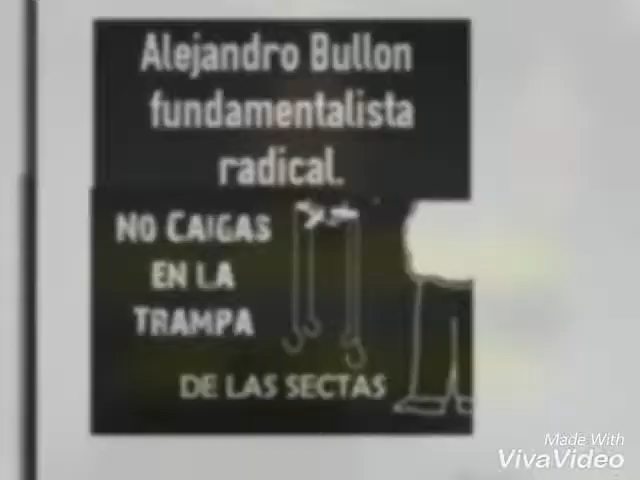 Alejandro Bullon
fundamentalista
radical.
NO CAIGAS
EN LA
TRAMPA
DE LAS SECTAS
Made With
VivaVideo